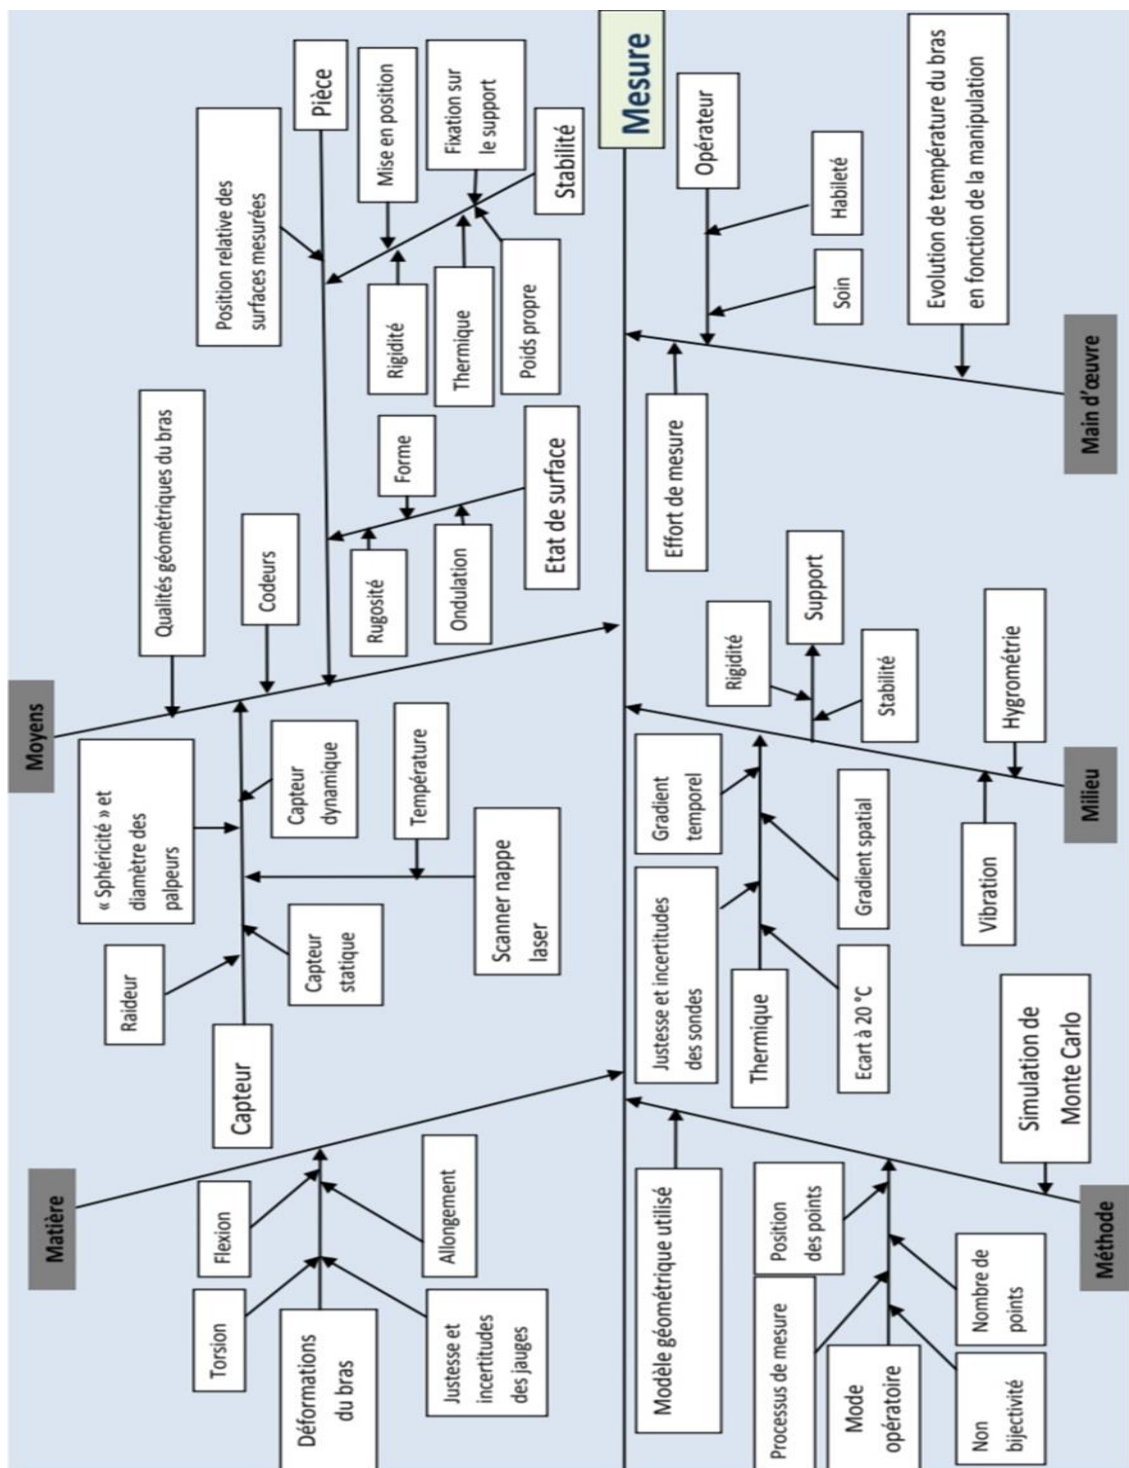 Matière
Torsion
Flexion
Déformations
du bras
Allongement
Justesse et
incertitudes
des jauges
Moyens
Qualités géométriques du bras
Codeurs
« Sphéricité » et
diamètre des
palpeurs
Raideur
Capteur
dynamique
Capteur
statique
Capteur
Température
Scanner nappe
laser
Pièce
Position relative des
surfaces mesurées
Mise en position
Fixation sur
le support
Stabilité
Rigidité
Thermique
Poids propre
Forme
Rugosité
Ondulation
Etat de surface
Mesure
Modèle géométrique utilisé
Position
des points
Processus de mesure
Mode
opératoire
Nombre de
points
Non
bijectivité
Simulation de
Monte Carlo
Méthode
Gradient
temporel
Justesse et incertitudes
des sondes
Thermique
Gradient spatial
Ecart à 20 °C
Rigidité
Support
Stabilité
Vibration
Hygrométrie
Milieu
Effort de mesure
Opérateur
Habileté
Soin
Evolution de température du bras
en fonction de la manipulation
Main d’œuvre